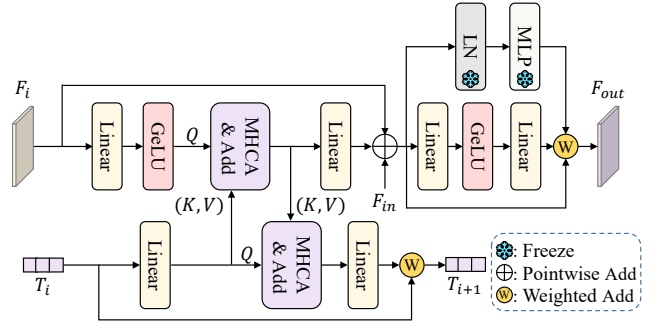 LN
MLP
F_i
F_out
Linear
GeLU
Q
MHCA
& Add
Linear
Linear
GeLU
Linear
W
F_in
(K, V)
(K, V)
Linear
Q
MHCA
& Add
Linear
W
T_i
T_{i+1}
: Freeze
: Pointwise Add
W: Weighted Add